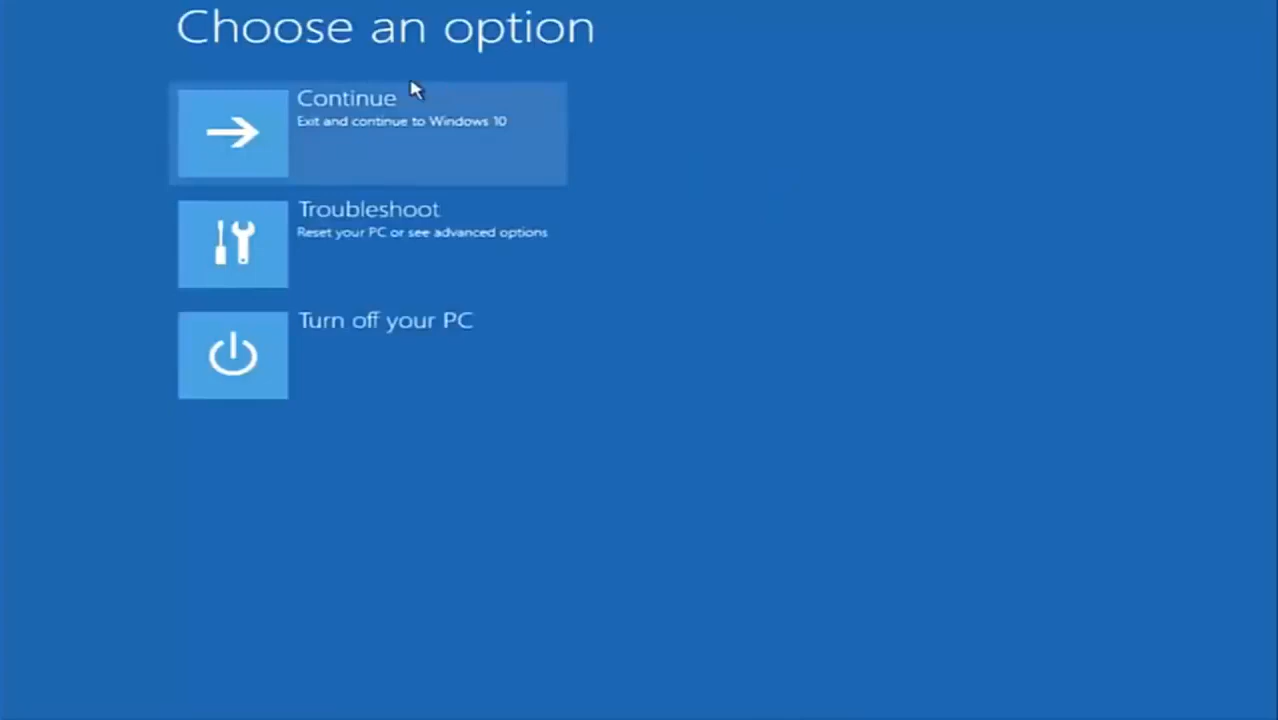 Choose an option
Continue
Exit and continue to Windows 10
Troubleshoot
Reset your PC or see advanced options
Turn off your PC